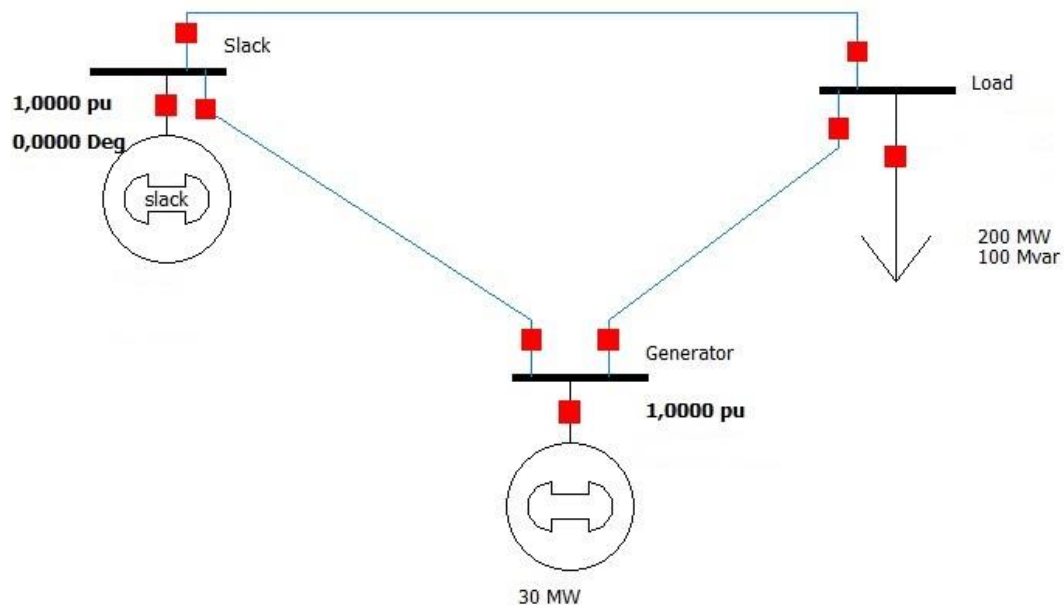 Slack
1,0000 pu
0,0000 Deg
slack
Load
200 MW
100 Mvar
Generator
1,0000 pu
30 MW